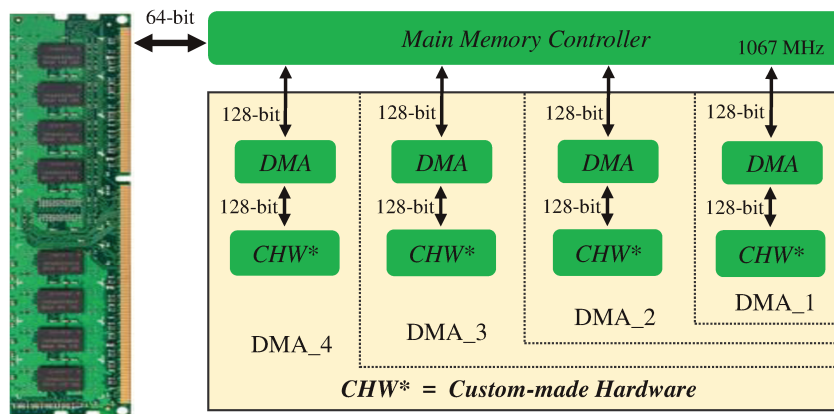 64-bit
Main Memory Controller
1067 MHz
128-bit 128-bit 128-bit 128-bit
DMA DMA DMA DMA
128-bit 128-bit 128-bit 128-bit
CHW* CHW* CHW* CHW*
DMA_4 DMA_3 DMA_2 DMA_1
CHW* = Custom-made Hardware